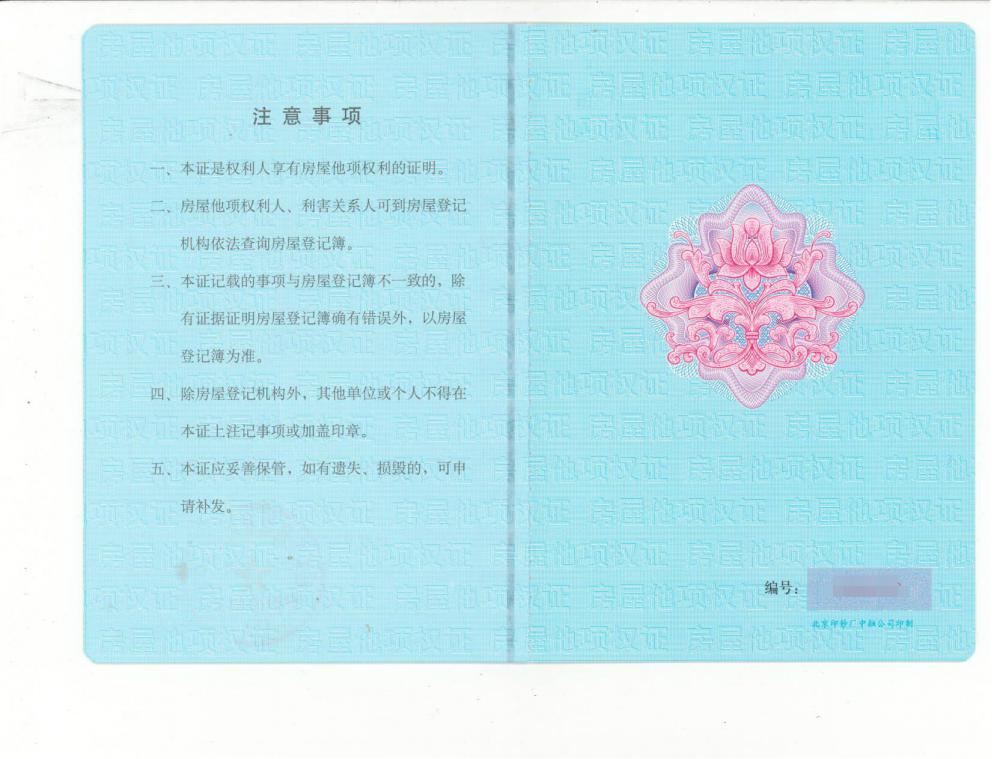 注意事项
一、本证是权利人享有房屋他项权利的证明。
二、房屋他项权利人、利害关系人可到房屋登记
机构依法查询房屋登记簿。
三、本证记载的事项与房屋登记簿不一致的，除
有证据证明房屋登记簿确有错误外，以房屋
登记簿为准。
四、除房屋登记机构外，其他单位或个人不得在
本证上注记事项或加盖印章。
五、本证应妥善保管，如有遗失、损毁的，可申
请补发。
编号：
北京印钞厂中融公司印制
房屋他项权证